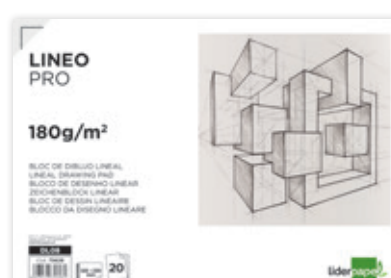 LINEO
PRO
180g/m²
BLOC DE DIBUJO LINEAL
LINEAL DRAWING PAD
BLOCO DE DESENHO LINEAR
ZEICHENBLOCK LINEAR
BLOC DE DESSIN LINEAIRE
BLOCCO DA DISEGNO LINEARE
20
liderpapel